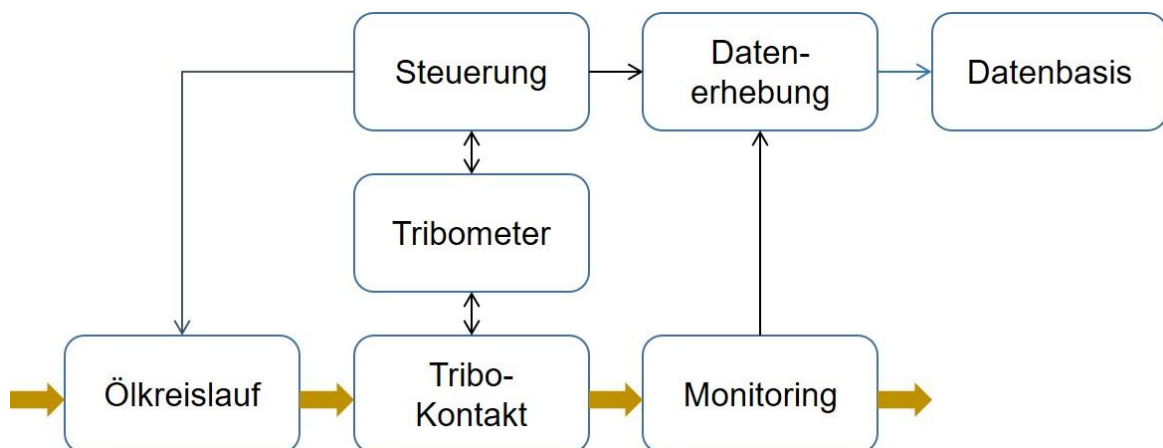 Steuerung
Daten-
erhebung
Datenbasis
Tribometer
Ölkreislauf
Tribo-
Kontakt
Monitoring